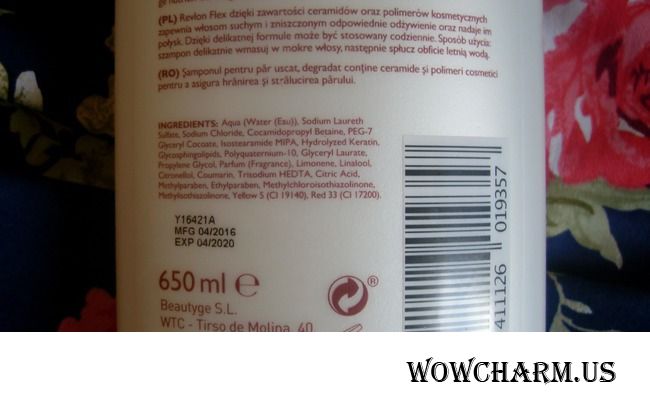 (PL) Revlon Flex dzięki zawartości ceramidów oraz polimerów kosmetycznych
zapewnia włosom suchym i zniszczonym odpowiednie odżywienie oraz nadaje im
połysk. Dzięki delikatnej formule może być stosowany codziennie. Sposób użycia:
szampon delikatnie wmasuj w mokre włosy, następnie spłucz obficie letnią wodą.
(RO) Șamponul pentru păr uscat, degradat conține ceramide și polimeri cosmetici
pentru a asigura hrănirea și strălucirea părului.
INGREDIENTS: Aqua (Water (Eau)), Sodium Laureth
Sulfate, Sodium Chloride, Cocamidopropyl Betaine, PEG-7
Glyceryl Cocoate, Isostearamide MIPA, Hydrolyzed Keratin,
Glycosphingolipids, Polyquaternium-10, Glyceryl Laurate,
Propylene Glycol, Parfum (Fragrance), Limonene, Linalool,
Citronellol, Coumarin, Trisodium HEDTA, Citric Acid,
Methylparaben, Ethylparaben, Methylchloroisothiazolinone,
Methylisothiazolinone, Yellow 5 (CI 19140), Red 33 (CI 17200).
Y16421A
MFG 04/2016
EXP 04/2020
650 ml e
®
Beautyge S.L.
WTC - Tirso de Molina, 40
411126 019357
WOWCHARM.US